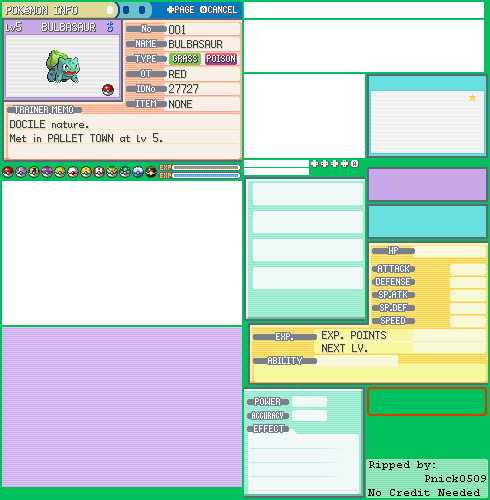 POKéMON INFO PAGE CANCEL
Lv5 BULBASAUR ♂
No 001
NAME BULBASAUR
TYPE GRASS POISON
OT RED
IDNo 27727
ITEM NONE
TRAINER MEMO
DOCILE nature.
Met in PALLET TOWN at Lv 5.
EXP
EXP
HP
ATTACK
DEFENSE
SP.ATK
SP.DEF
SPEED
EXP. EXP. POINTS
NEXT LV.
ABILITY
POWER
ACCURACY
EFFECT
Ripped by:
Pnick0509
No Credit Needed